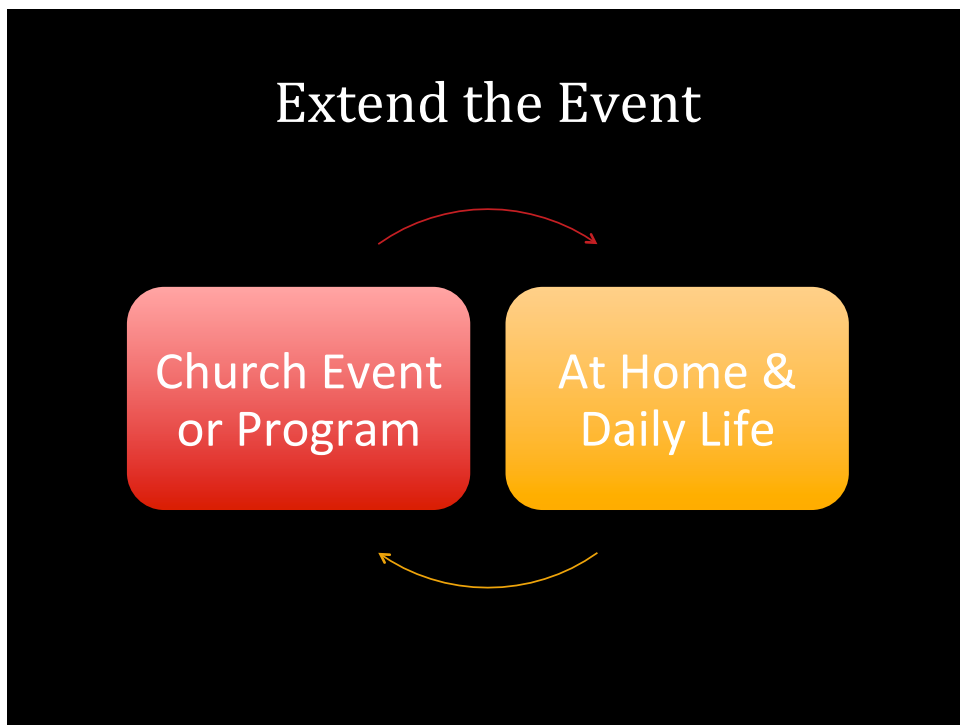 Extend the Event
Church Event
or Program
At Home &
Daily Life